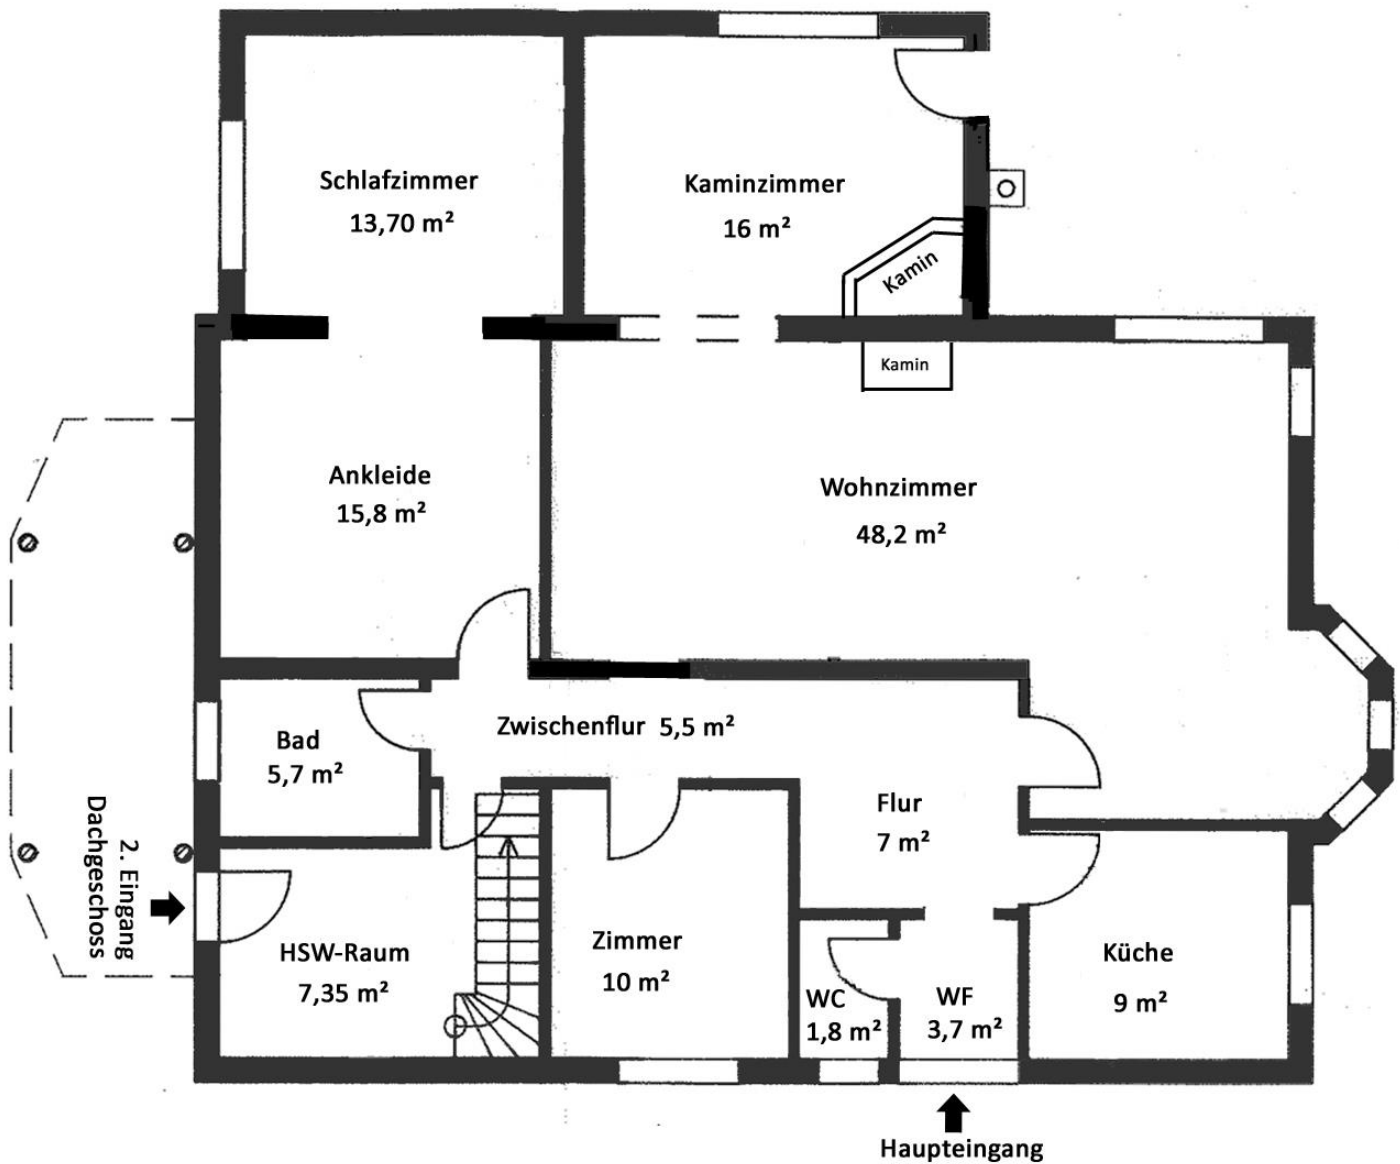 Schlafzimmer
13,70 m²
Kaminzimmer
16 m²
Kamin
Kamin
Ankleide
15,8 m²
Wohnzimmer
48,2 m²
Zwischenflur 5,5 m²
Bad
5,7 m²
Flur
7 m²
2. Eingang
Dachgeschoss
HSW-Raum
7,35 m²
Zimmer
10 m²
WC
1,8 m²
WF
3,7 m²
Küche
9 m²
Haupteingang